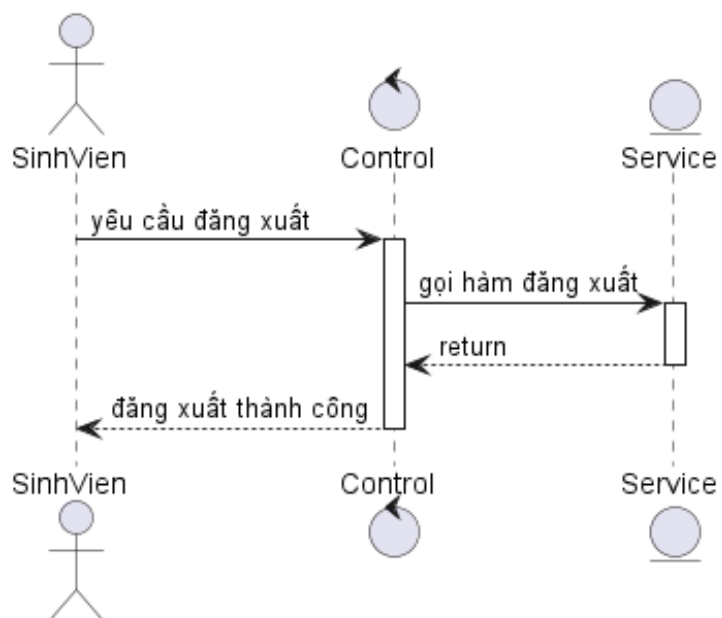 SinhVien Control Service
yêu cầu đăng xuất
gọi hàm đăng xuất
return
đăng xuất thành công
SinhVien Control Service